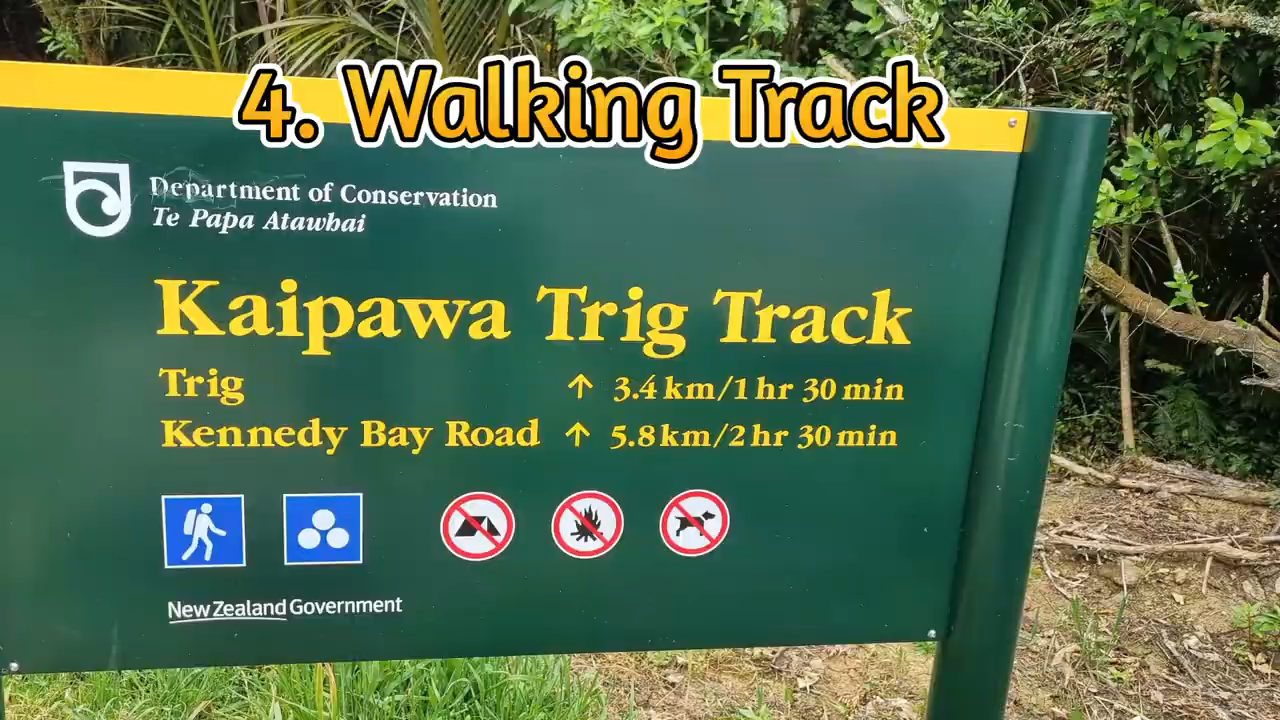 4. Walking Track
Department of Conservation
Te Papa Atawhai
Kaipawa Trig Track
Trig ↑ 3.4 km/1 hr 30 min
Kennedy Bay Road ↑ 5.8 km/2 hr 30 min
New Zealand Government